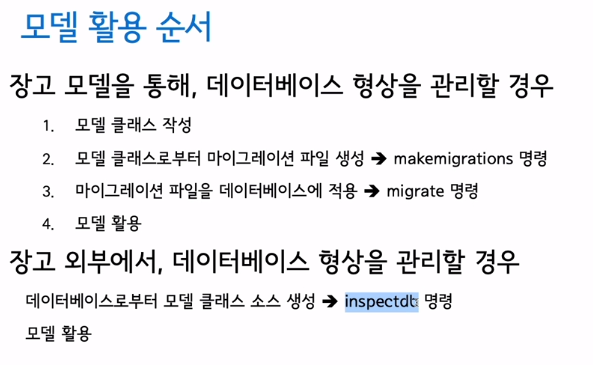 모델 활용 순서
장고 모델을 통해, 데이터베이스 형상을 관리할 경우
1. 모델 클래스 작성
2. 모델 클래스로부터 마이그레이션 파일 생성 ➔ makemigrations 명령
3. 마이그레이션 파일을 데이터베이스에 적용 ➔ migrate 명령
4. 모델 활용
장고 외부에서, 데이터베이스 형상을 관리할 경우
데이터베이스로부터 모델 클래스 소스 생성 ➔ inspectdb 명령
모델 활용